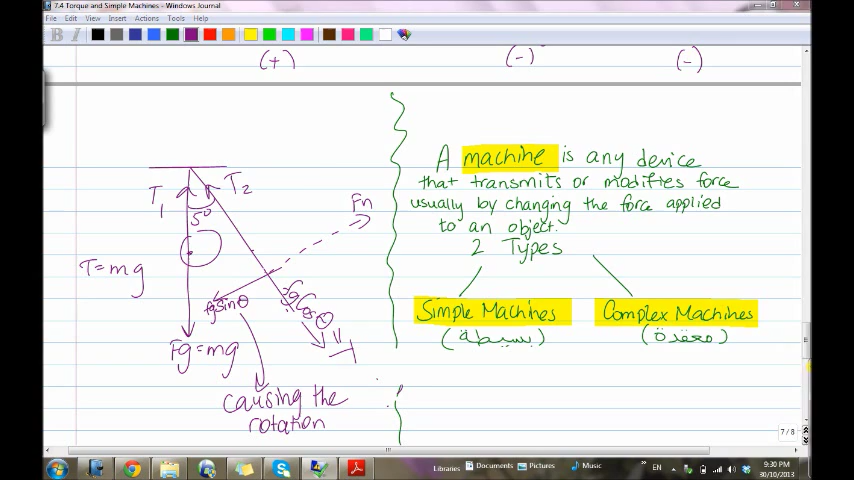 7.4 Torque and Simple Machines - Windows Journal
File Edit View Insert Actions Tools Help
B I
(+) (-) (-)
T1 T2
5°
Fn
T=mg
fg sinθ
fg Cosθ
= T
Fg=mg
causing the
rotation
A machine is any device
that transmits or modifies force
usually by changing the force applied
to an object.
2 Types
Simple Machines Complex Machines
(بسيطة) (معقدة)
7 / 8
Libraries Documents Pictures Music » EN 9:30 PM
30/10/2013